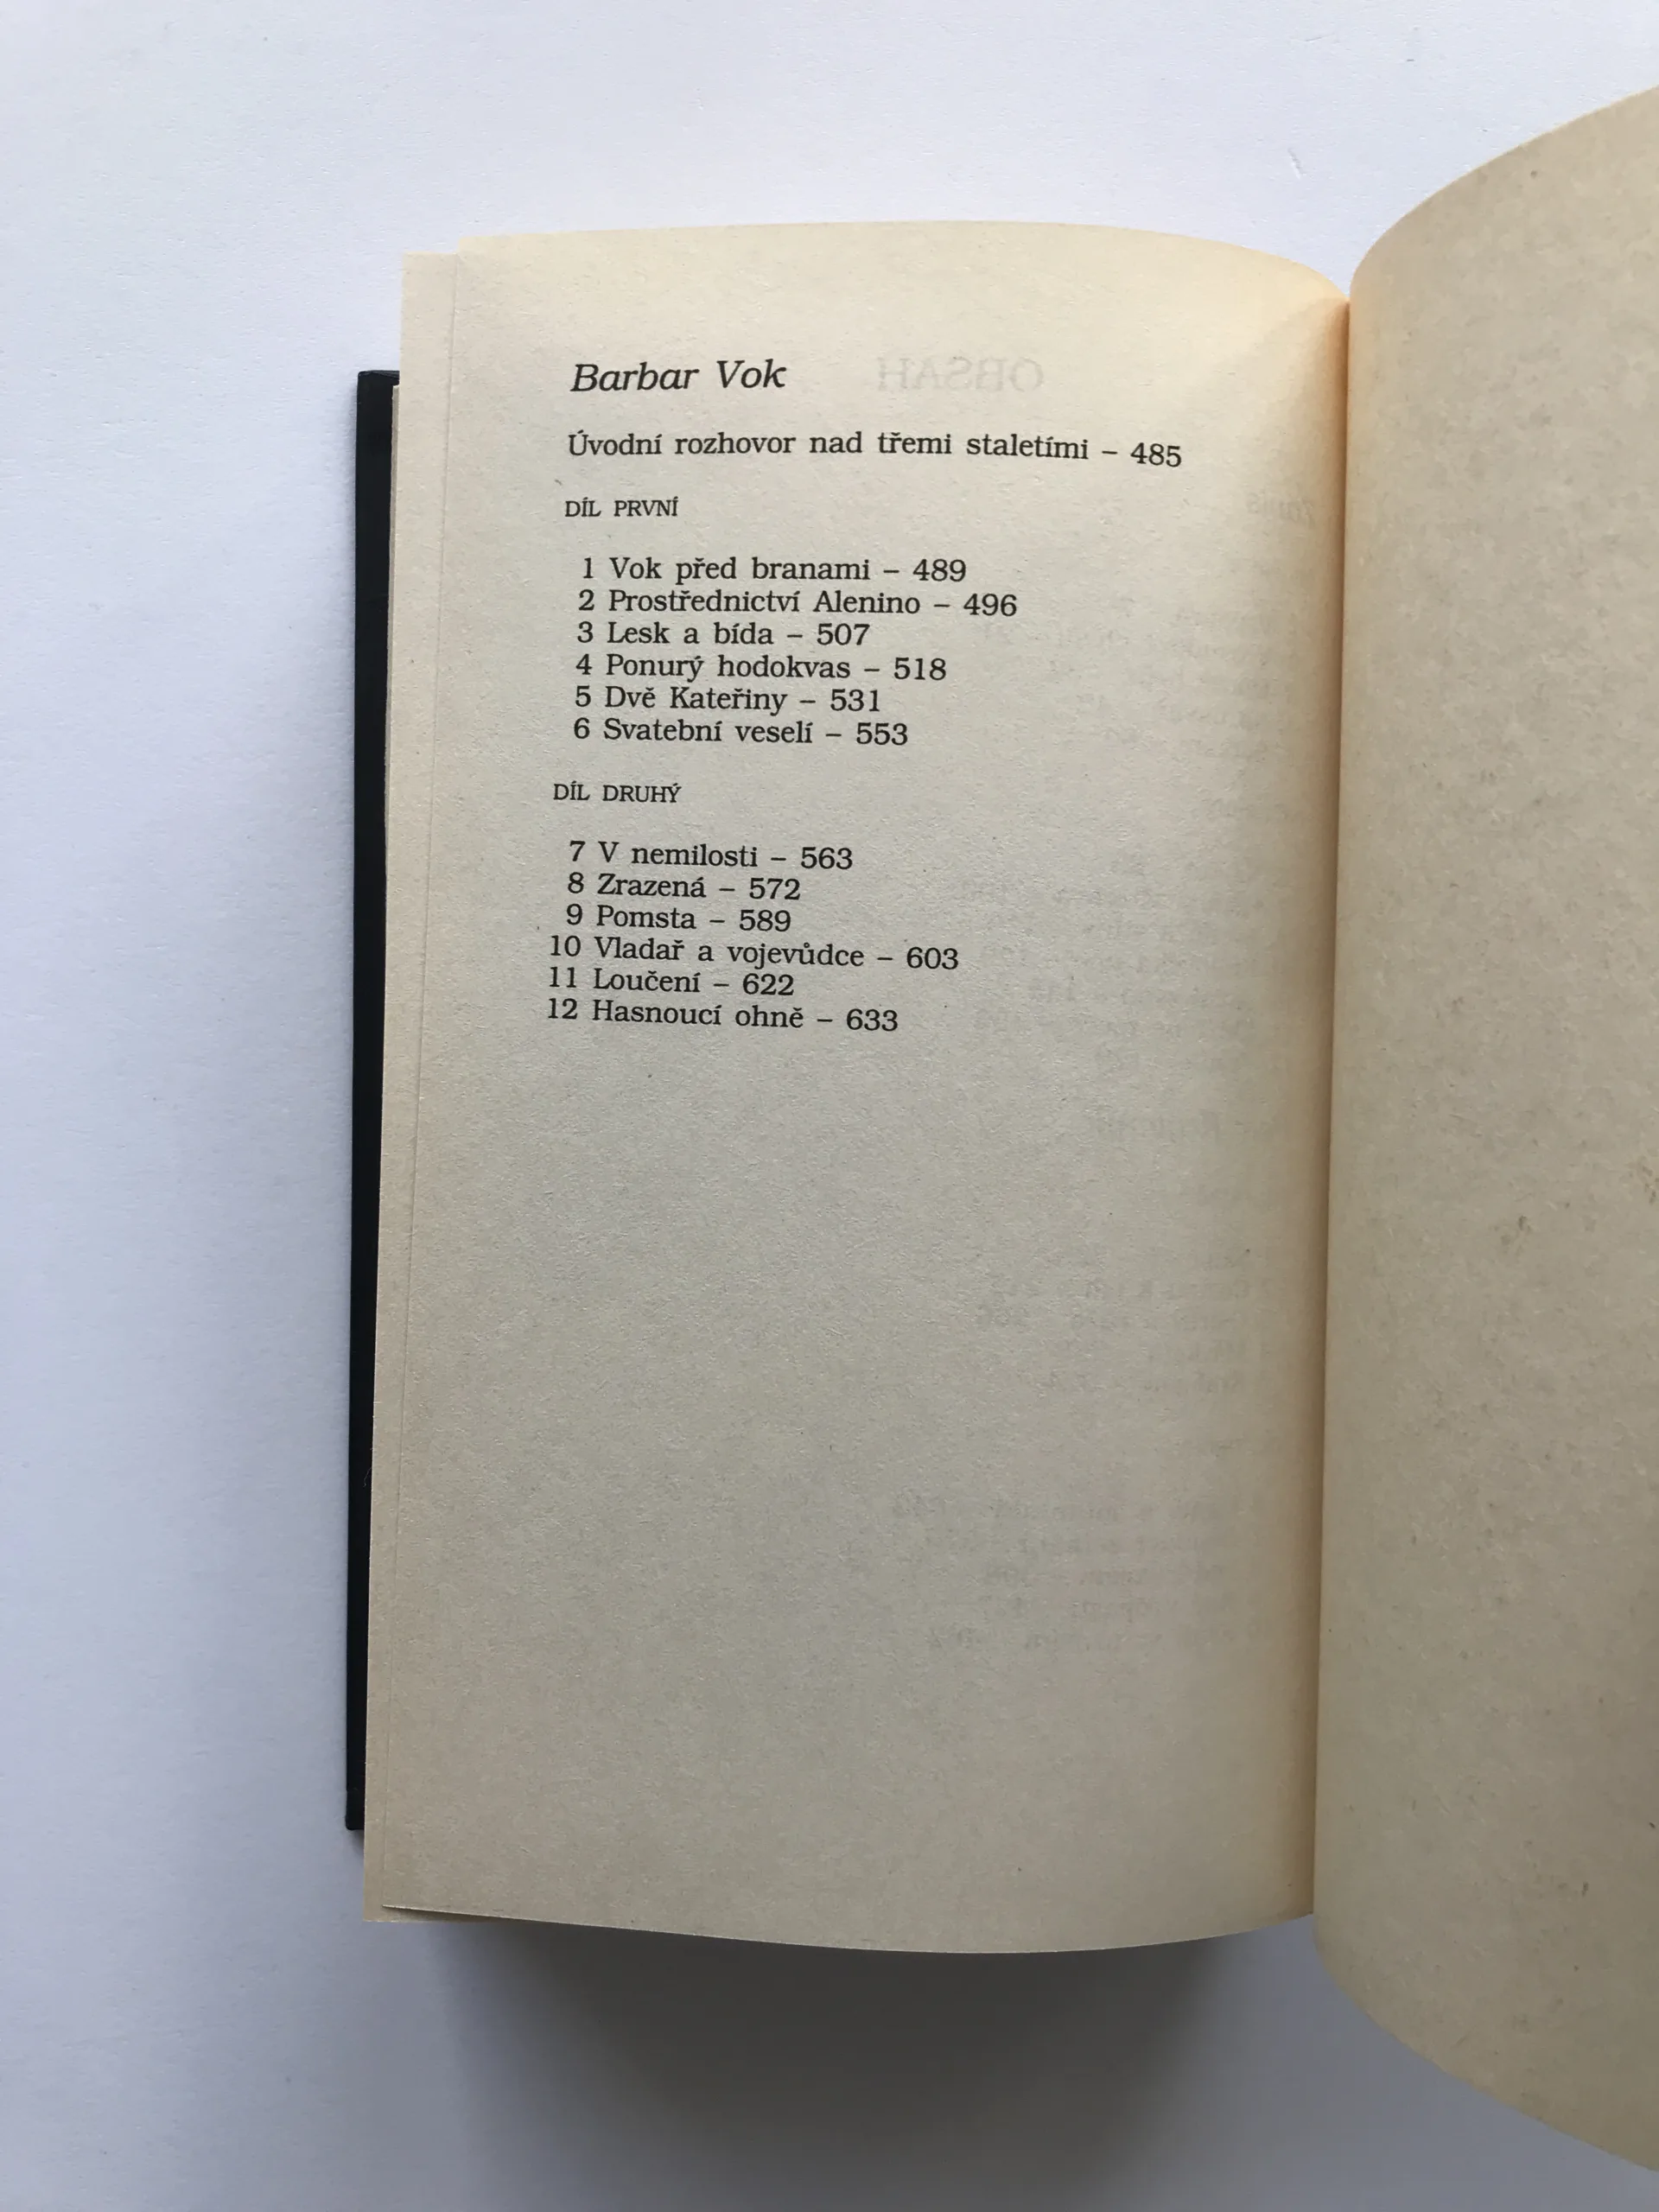 Barbar Vok
Úvodní rozhovor nad třemi staletími – 485
DÍL PRVNÍ
1 Vok před branami – 489
2 Prostřednictví Alenino – 496
3 Lesk a bída – 507
4 Ponurý hodokvas – 518
5 Dvě Kateřiny – 531
6 Svatební veselí – 553
DÍL DRUHÝ
7 V nemilosti – 563
8 Zrazená – 572
9 Pomsta – 589
10 Vladař a vojevůdce – 603
11 Loučení – 622
12 Hasnoucí ohně – 633
OBSAH